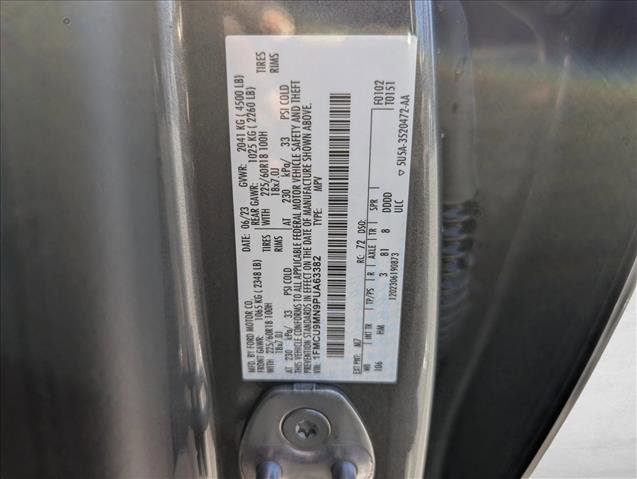 MFD. BY FORD MOTOR CO.
DATE: 06/23 GVWR: 2041 KG ( 4500 LB)
FRONT GAWR: 1065 KG ( 2348 LB) REAR GAWR: 1025 KG ( 2260 LB)
225/60R18 100H TIRES WITH 225/60R18 100H TIRES
18x7.0J RIMS 18x7.0J RIMS
AT 230 kPa/ 33 PSI COLD AT 230 kPa/ 33 PSI COLD
THIS VEHICLE CONFORMS TO ALL APPLICABLE FEDERAL MOTOR VEHICLE SAFETY AND THEFT
PREVENTION STANDARDS IN EFFECT ON THE DATE OF MANUFACTURE SHOWN ABOVE.
VIN: 1FMCU9MN9PUA63382 TYPE: MPV
F0102
T0151
EXT PNT: M7 RC: 72 DSO:
WB INT TR TP/PS R AXLE TR SPR
106 HM 3 81 8 DDDD
ULC
1202306190873
5U5A-3520472-AA